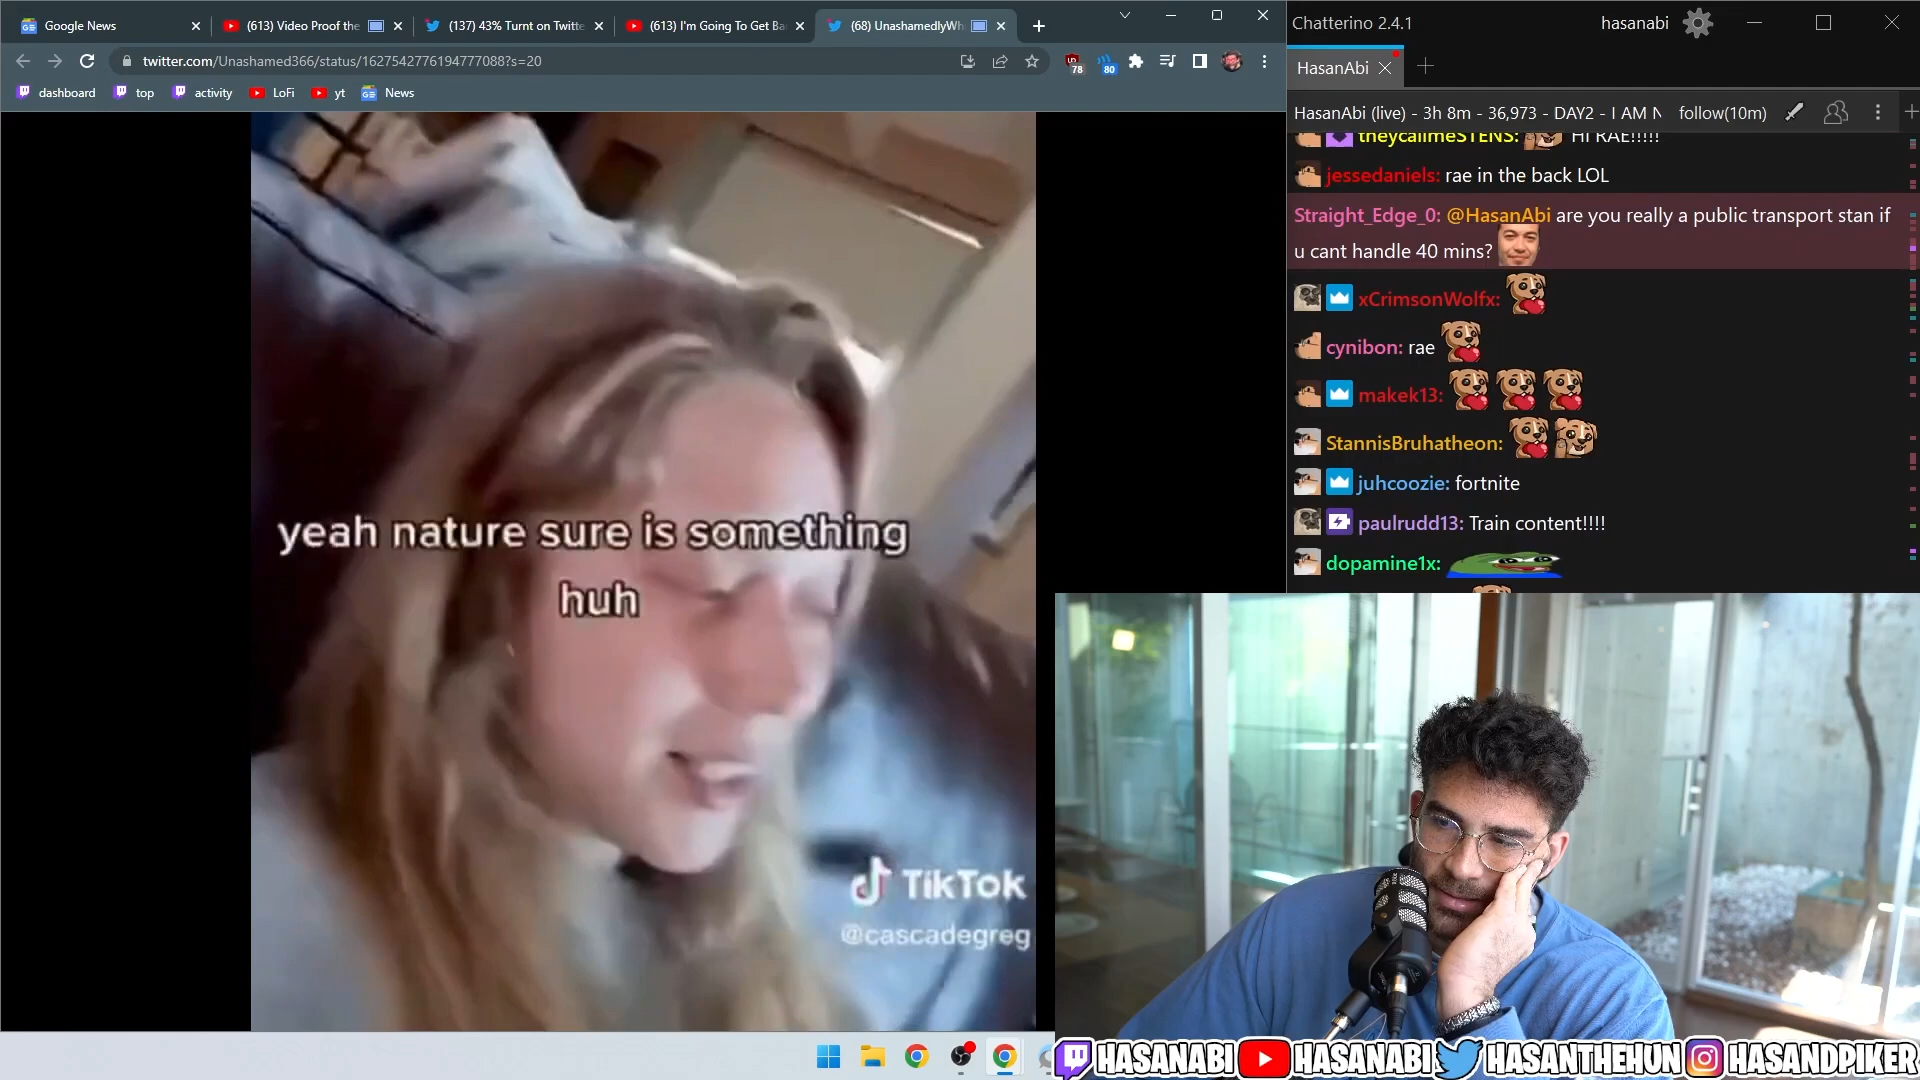 Google News
(613) Video Proof the
(137) 43% Turnt on Twitte
(613) I'm Going To Get Ba
(68) UnashamedlyWh
twitter.com/Unashamed366/status/1627542776194777088?s=20
78
80
dashboard
top
activity
LoFi
yt
News
yeah nature sure is something
huh
TikTok
@cascadegreg
Chatterino 2.4.1
hasanabi
HasanAbi
HasanAbi (live) - 3h 8m - 36,973 - DAY2 - I AM N
follow(10m)
theycallmeSTENS: HI RAE!!!!!
jessedaniels: rae in the back LOL
Straight_Edge_0: @HasanAbi are you really a public transport stan if
u cant handle 40 mins?
xCrimsonWolfx:
cynibon: rae
makek13:
StannisBruhatheon:
juhcoozie: fortnite
paulrudd13: Train content!!!!
dopamine1x:
HASANABI HASANABI HASANTHEHUN HASANDPIKER